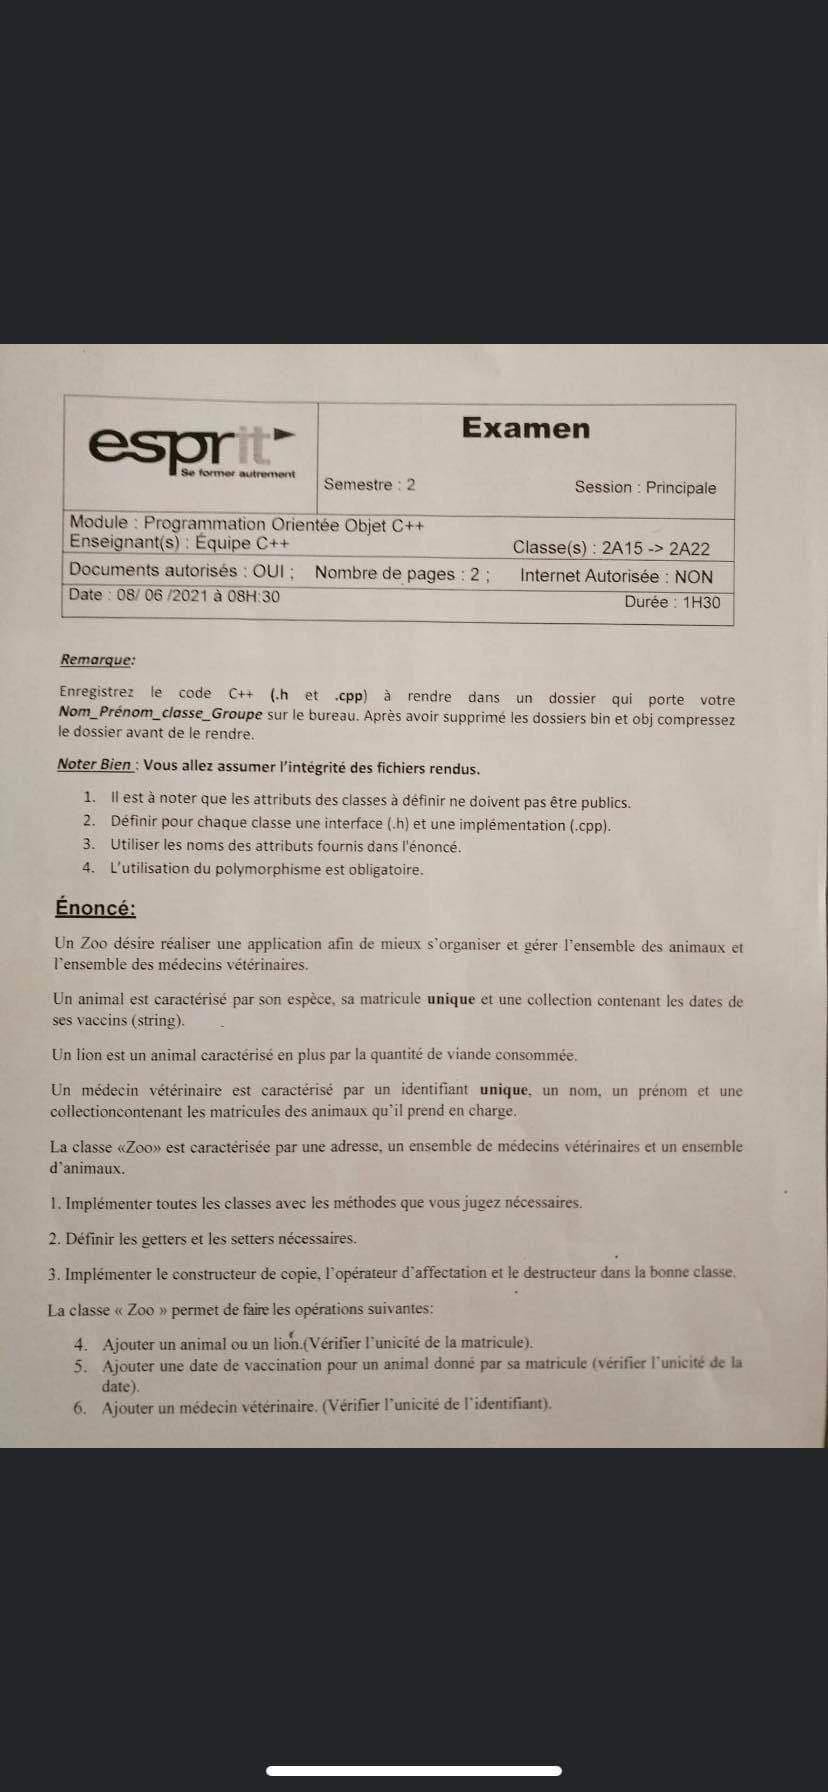 esprit
Se former autrement
Examen
Semestre : 2
Session : Principale
Module : Programmation Orientée Objet C++
Enseignant(s) : Équipe C++
Classe(s) : 2A15 -> 2A22
Documents autorisés : OUI ; Nombre de pages : 2 ; Internet Autorisée : NON
Date : 08/ 06 /2021 à 08H:30
Durée : 1H30
Remarque:
Enregistrez le code C++ (.h et .cpp) à rendre dans un dossier qui porte votre
Nom_Prénom_classe_Groupe sur le bureau. Après avoir supprimé les dossiers bin et obj compressez
le dossier avant de le rendre.
Noter Bien : Vous allez assumer l'intégrité des fichiers rendus.
1. Il est à noter que les attributs des classes à définir ne doivent pas être publics.
2. Définir pour chaque classe une interface (.h) et une implémentation (.cpp).
3. Utiliser les noms des attributs fournis dans l'énoncé.
4. L'utilisation du polymorphisme est obligatoire.
Énoncé:
Un Zoo désire réaliser une application afin de mieux s'organiser et gérer l'ensemble des animaux et
l'ensemble des médecins vétérinaires.
Un animal est caractérisé par son espèce, sa matricule unique et une collection contenant les dates de
ses vaccins (string).
Un lion est un animal caractérisé en plus par la quantité de viande consommée.
Un médecin vétérinaire est caractérisé par un identifiant unique, un nom, un prénom et une
collectioncontenant les matricules des animaux qu'il prend en charge.
La classe «Zoo» est caractérisée par une adresse, un ensemble de médecins vétérinaires et un ensemble
d'animaux.
1. Implémenter toutes les classes avec les méthodes que vous jugez nécessaires.
2. Définir les getters et les setters nécessaires.
3. Implémenter le constructeur de copie, l'opérateur d'affectation et le destructeur dans la bonne classe.
La classe « Zoo » permet de faire les opérations suivantes:
4. Ajouter un animal ou un lion.(Vérifier l'unicité de la matricule).
5. Ajouter une date de vaccination pour un animal donné par sa matricule (vérifier l'unicité de la
date).
6. Ajouter un médecin vétérinaire. (Vérifier l'unicité de l'identifiant).